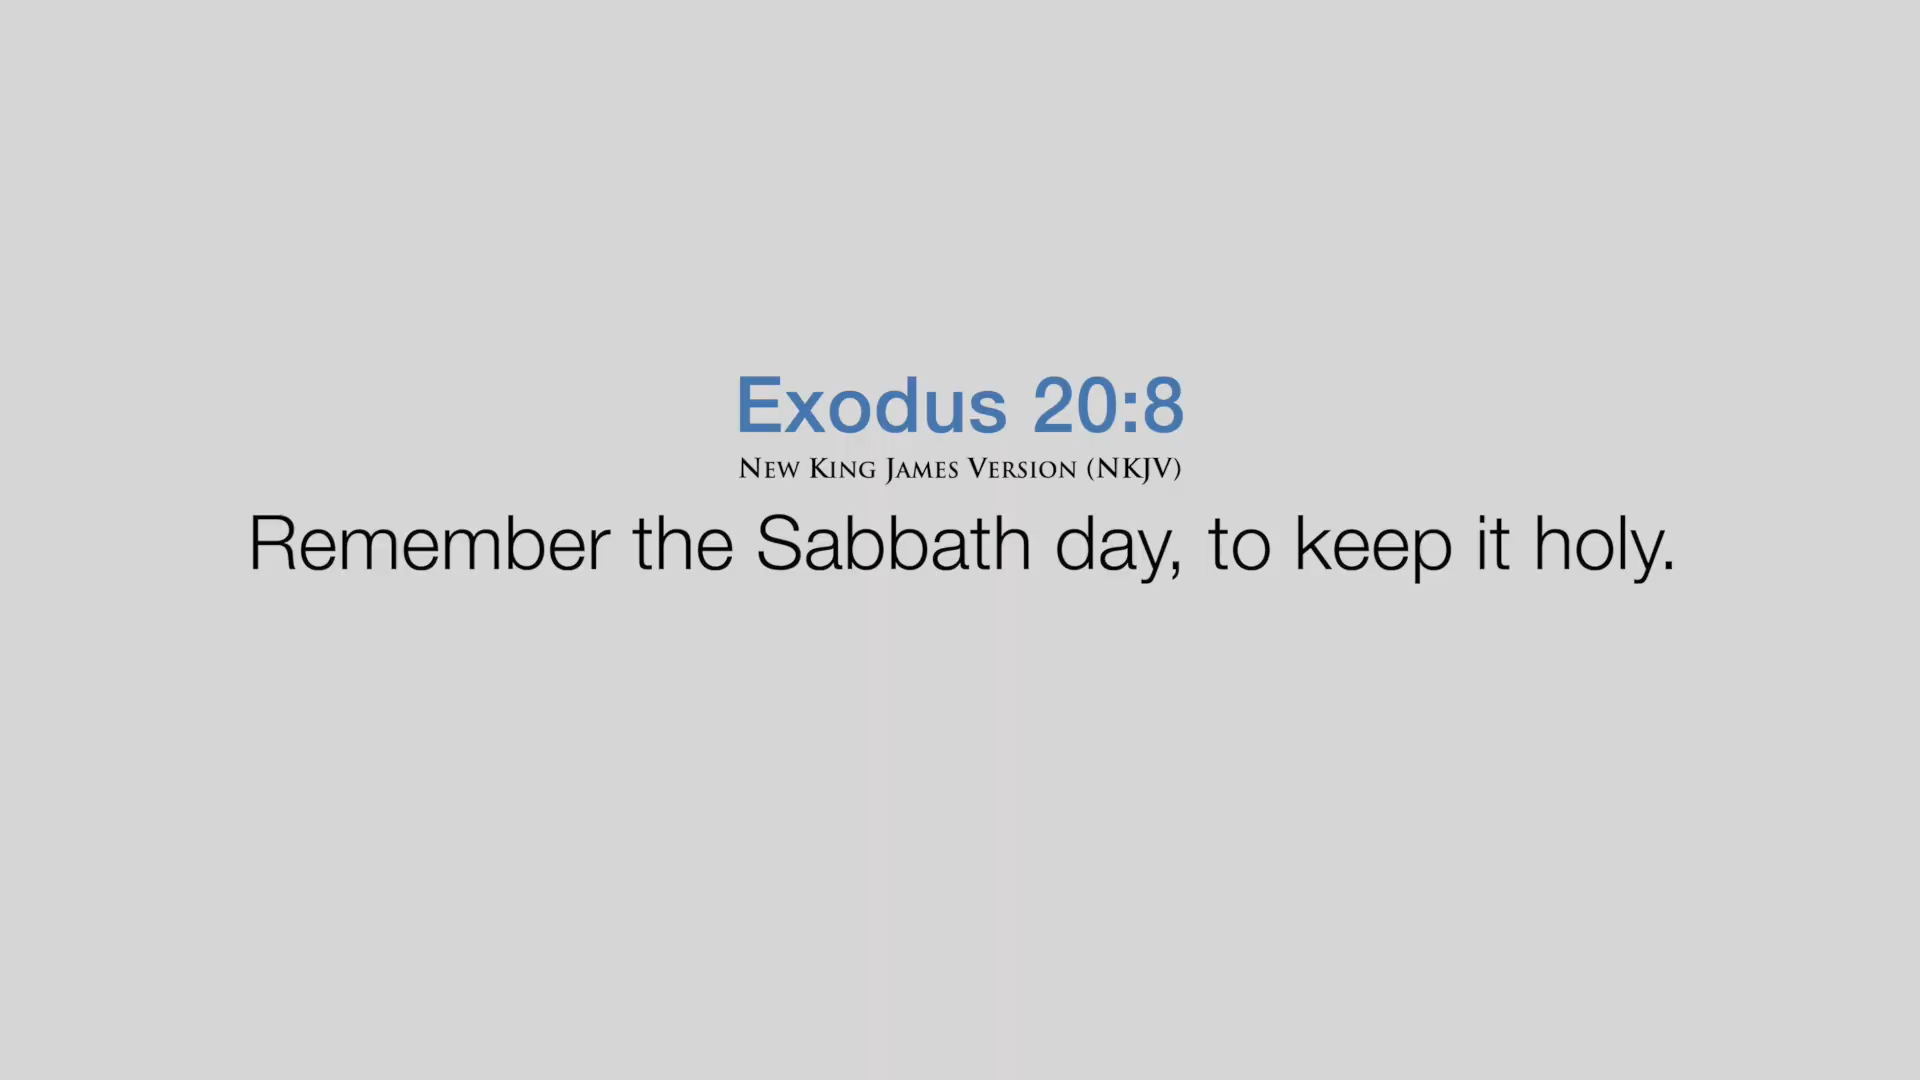 Exodus 20:8
New King James Version (NKJV)
Remember the Sabbath day, to keep it holy.